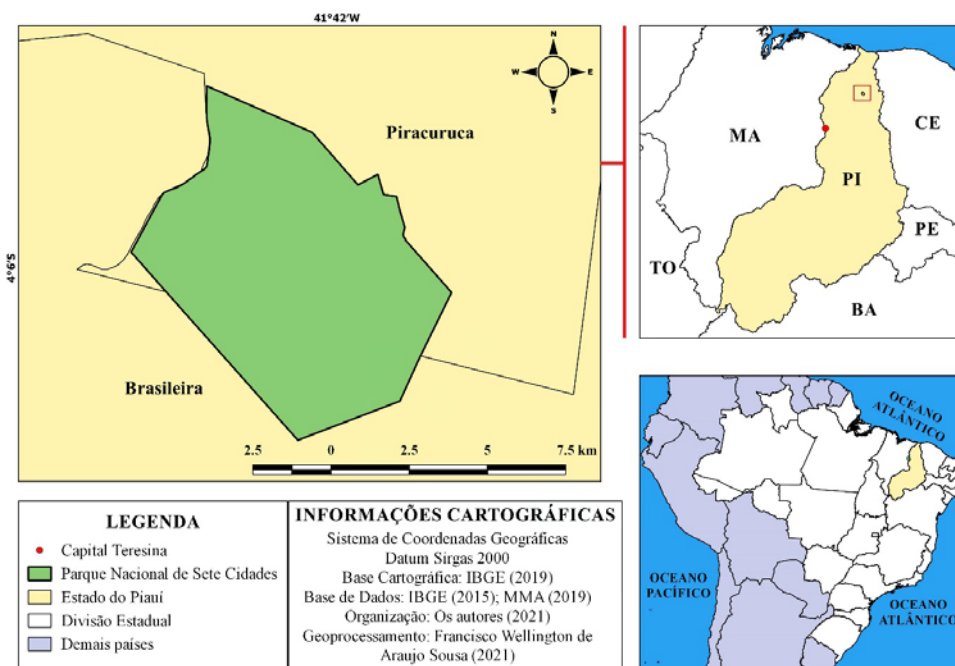 41°42'W
N
W
E
S
Piracuruca
4°6'S
Brasileira
2.5 0 2.5 5 7.5 km
MA
CE
PI
PE
TO
BA
OCEANO
ATLÂNTICO
OCEANO
PACÍFICO
OCEANO
ATLÂNTICO
LEGENDA
Capital Teresina
Parque Nacional de Sete Cidades
Estado do Piauí
Divisão Estadual
Demais países
INFORMAÇÕES CARTOGRÁFICAS
Sistema de Coordenadas Geográficas
Datum Sirgas 2000
Base Cartográfica: IBGE (2019)
Base de Dados: IBGE (2015); MMA (2019)
Organização: Os autores (2021)
Geoprocessamento: Francisco Wellington de
Araujo Sousa (2021)